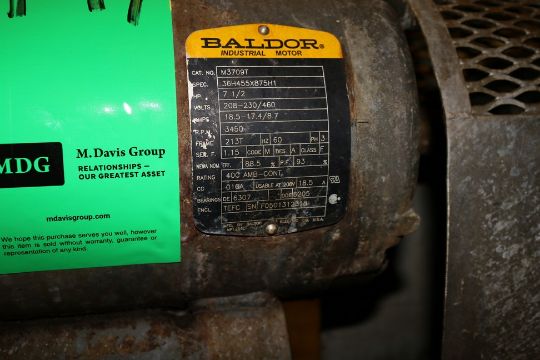 MDG
M. Davis Group
RELATIONSHIPS —
OUR GREATEST ASSET
mdavisgroup.com
We hope this purchase serves you well, however
this item is sold without warranty, guarantee or
representation of any kind.
BALDOR
INDUSTRIAL MOTOR
CAT. NO. M3709T
SPEC. 36H455X875H1
HP 7 1/2
VOLTS 208-230/460
AMPS 18.5-17.4/8.7
R.P.M. 3450
FRAME 213T HZ 60 PH 3
SER. F. 1.15 CODE M DES. A CLASS F
NEMA NOM. EFF. 88.5 % P.F. 93 %
RATING 40C AMB-CONT.
CC 010A USABLE AT 208V 18.5 A
BEARINGS DE 6307 ODE 6205
ENCL. TEFC SN F0501312318